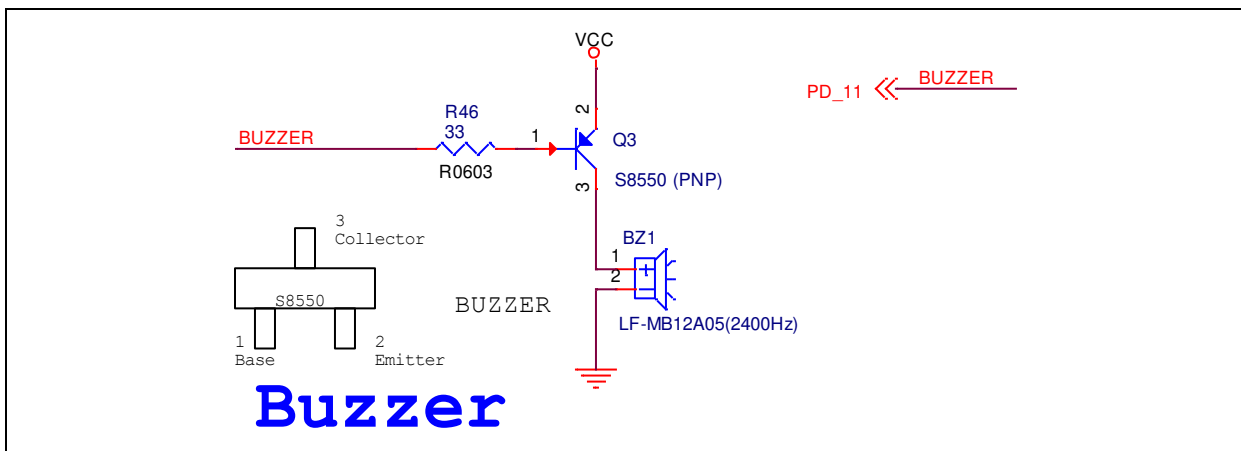 VCC
PD_11
BUZZER
R46
33
BUZZER
R0603
1
2
Q3
3
S8550 (PNP)
3
Collector
S8550
1
Base
2
Emitter
BUZZER
BZ1
1
2
LF-MB12A05(2400Hz)
Buzzer